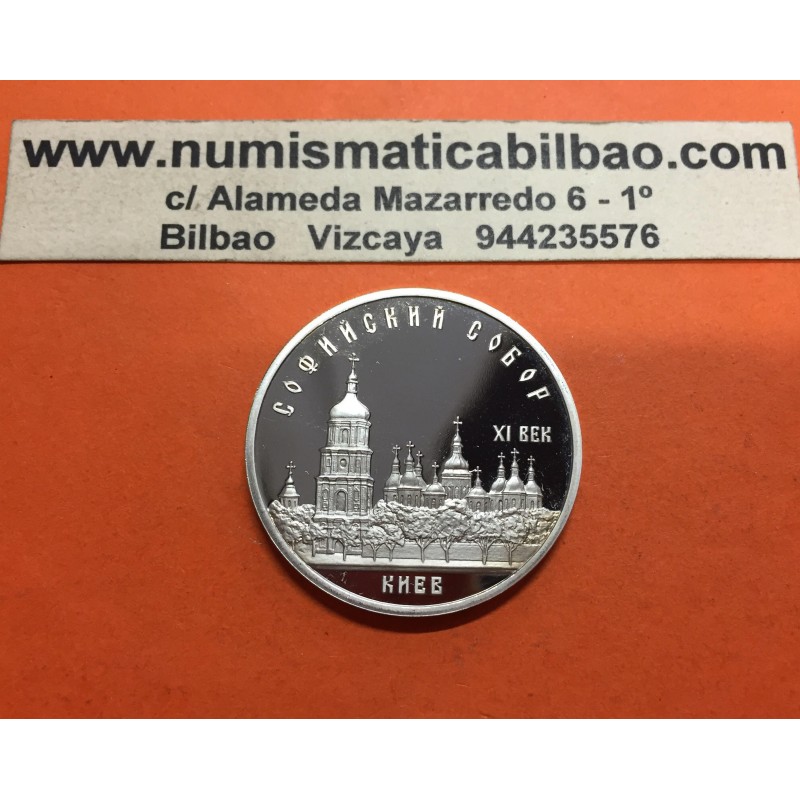 www.numismaticabilbao.com
c/ Alameda Mazarredo 6 - 1º
Bilbao Vizcaya 944235576
СОФИЙСКИЙ СОБОР
XI ВЕК
КИЕВ